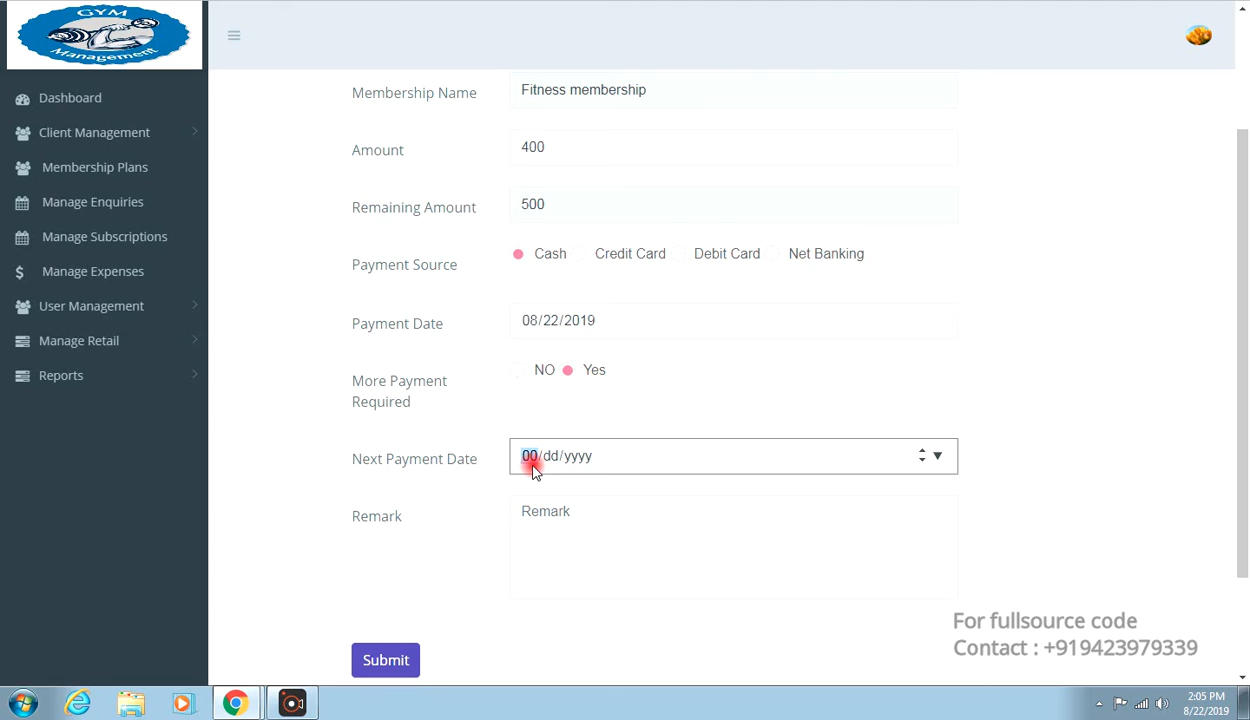 GYM
Management
Dashboard
Client Management
Membership Plans
Manage Enquiries
Manage Subscriptions
$ Manage Expenses
User Management
Manage Retail
Reports
Membership Name Fitness membership
Amount 400
Remaining Amount 500
Payment Source Cash Credit Card Debit Card Net Banking
Payment Date 08/22/2019
More Payment
Required NO Yes
Next Payment Date 00/dd/yyyy
Remark Remark
Submit
For fullsource code
Contact : +919423979339
2:05 PM
8/22/2019